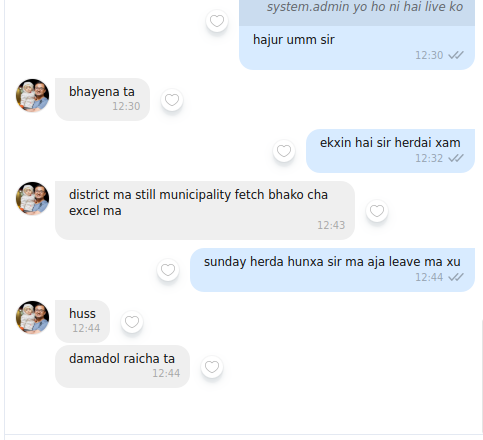 system.admin yo ho ni hai live ko
hajur umm sir
12:30
bhayena ta
12:30
ekxin hai sir herdai xam
12:32
district ma still municipality fetch bhako cha
excel ma
12:43
sunday herda hunxa sir ma aja leave ma xu
12:44
huss
12:44
damadol raicha ta
12:44